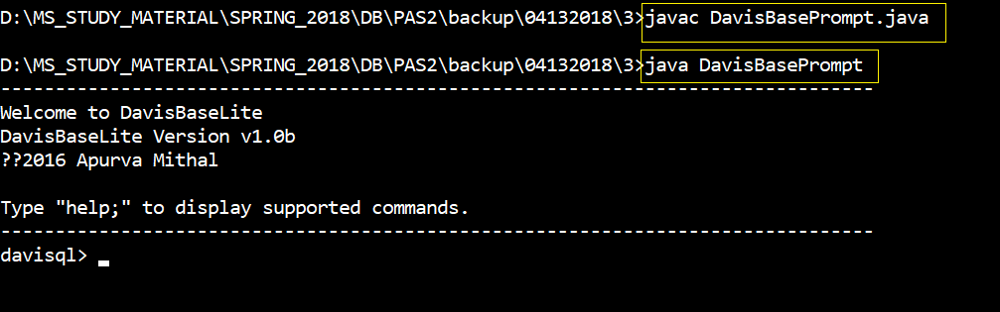 D:\MS_STUDY_MATERIAL\SPRING_2018\DB\PAS2\backup\04132018\3>javac DavisBasePrompt.java
D:\MS_STUDY_MATERIAL\SPRING_2018\DB\PAS2\backup\04132018\3>java DavisBasePrompt
--------------------------------------------------------------------------------
Welcome to DavisBaseLite
DavisBaseLite Version v1.0b
??2016 Apurva Mithal
Type "help;" to display supported commands.
--------------------------------------------------------------------------------
davisql> _